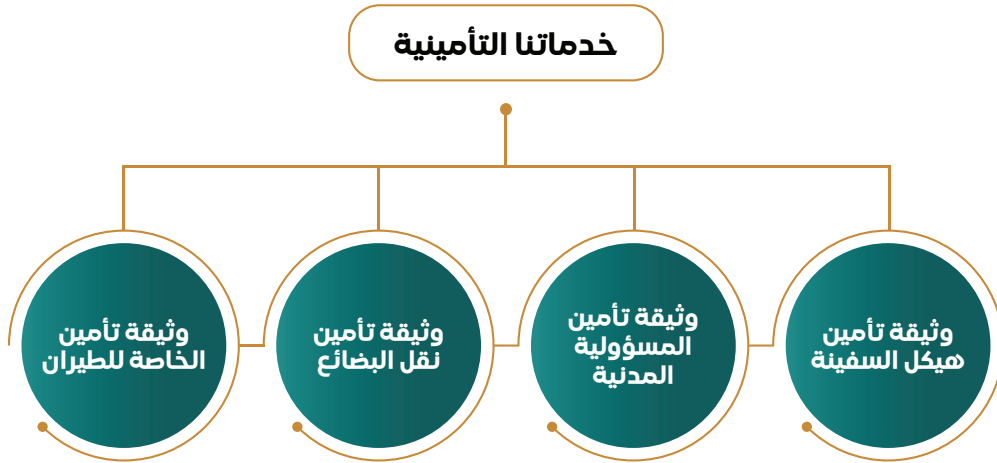 خدماتنا التأمينية
وثيقة تأمين
هيكل السفينة
وثيقة تأمين
المسؤولية
المدنية
وثيقة تأمين
نقل البضائع
وثيقة تأمين
الخاصة للطيران